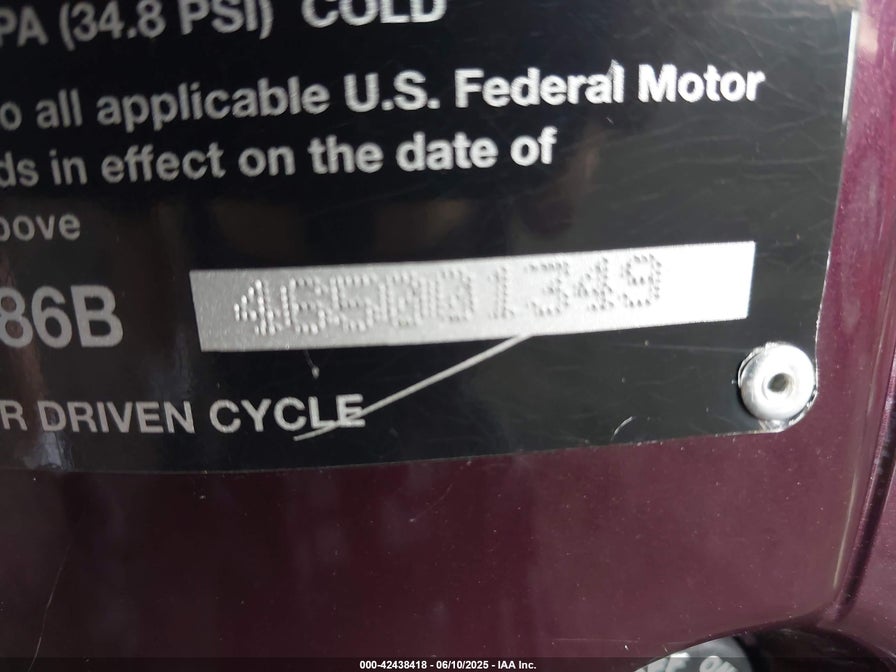 PA (34.8 PSI) COLD
o all applicable U.S. Federal Motor
ds in effect on the date of
bove
86B 465001349
R DRIVEN CYCLE
000-42438418 - 06/10/2025 - IAA Inc.